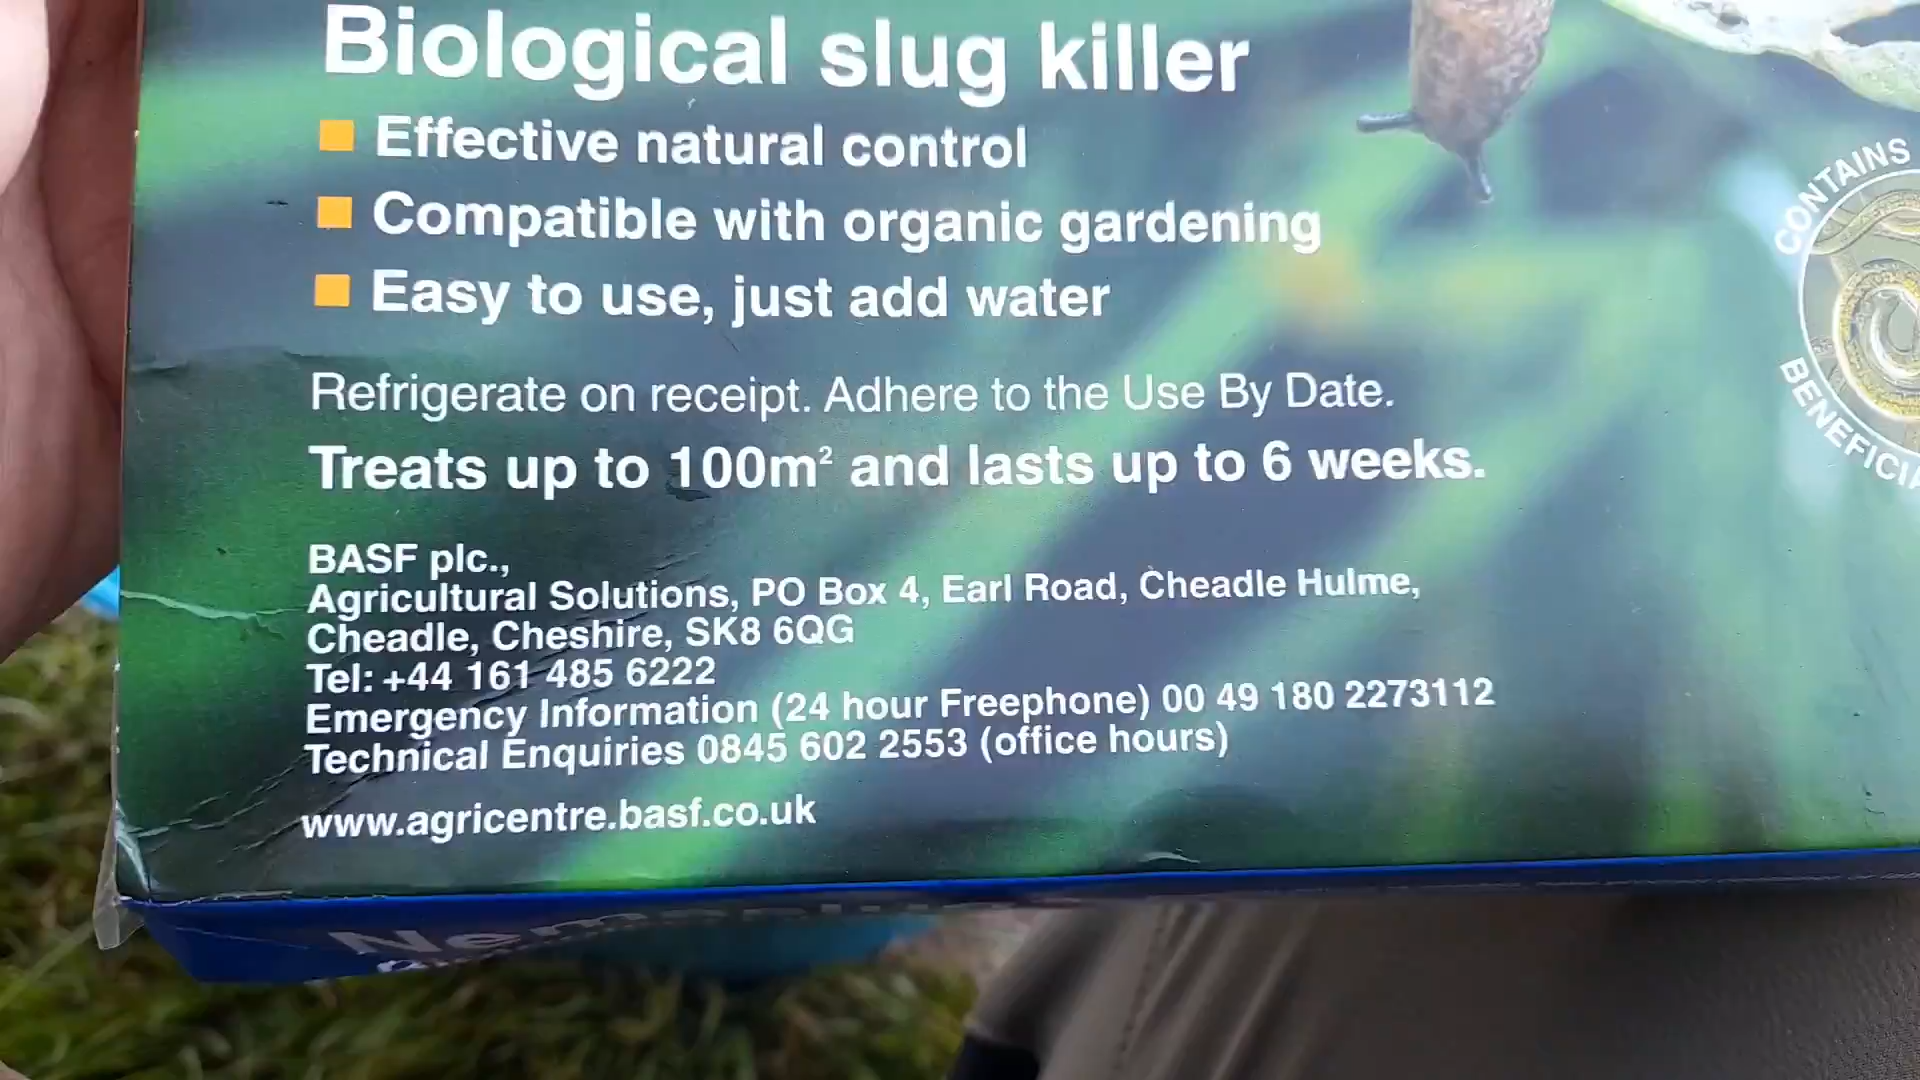 Biological slug killer
Effective natural control
Compatible with organic gardening
Easy to use, just add water
Refrigerate on receipt. Adhere to the Use By Date.
Treats up to 100m² and lasts up to 6 weeks.
BASF plc.,
Agricultural Solutions, PO Box 4, Earl Road, Cheadle Hulme,
Cheadle, Cheshire, SK8 6QG
Tel: +44 161 485 6222
Emergency Information (24 hour Freephone) 00 49 180 2273112
Technical Enquiries 0845 602 2553 (office hours)
www.agricentre.basf.co.uk
CONTAINS